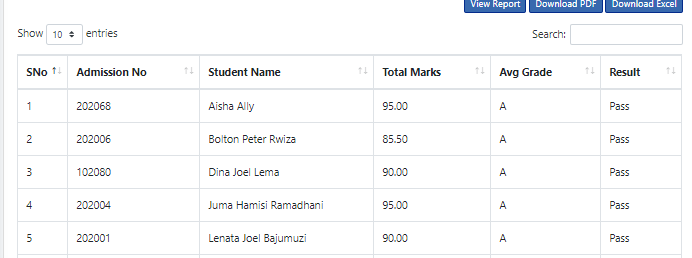 View Report Download PDF Download Excel
Show 10 entries Search:
SNo Admission No Student Name Total Marks Avg Grade Result
1 202068 Aisha Ally 95.00 A Pass
2 202006 Bolton Peter Rwiza 85.50 A Pass
3 102080 Dina Joel Lema 90.00 A Pass
4 202004 Juma Hamisi Ramadhani 95.00 A Pass
5 202001 Lenata Joel Bajumuzi 90.00 A Pass